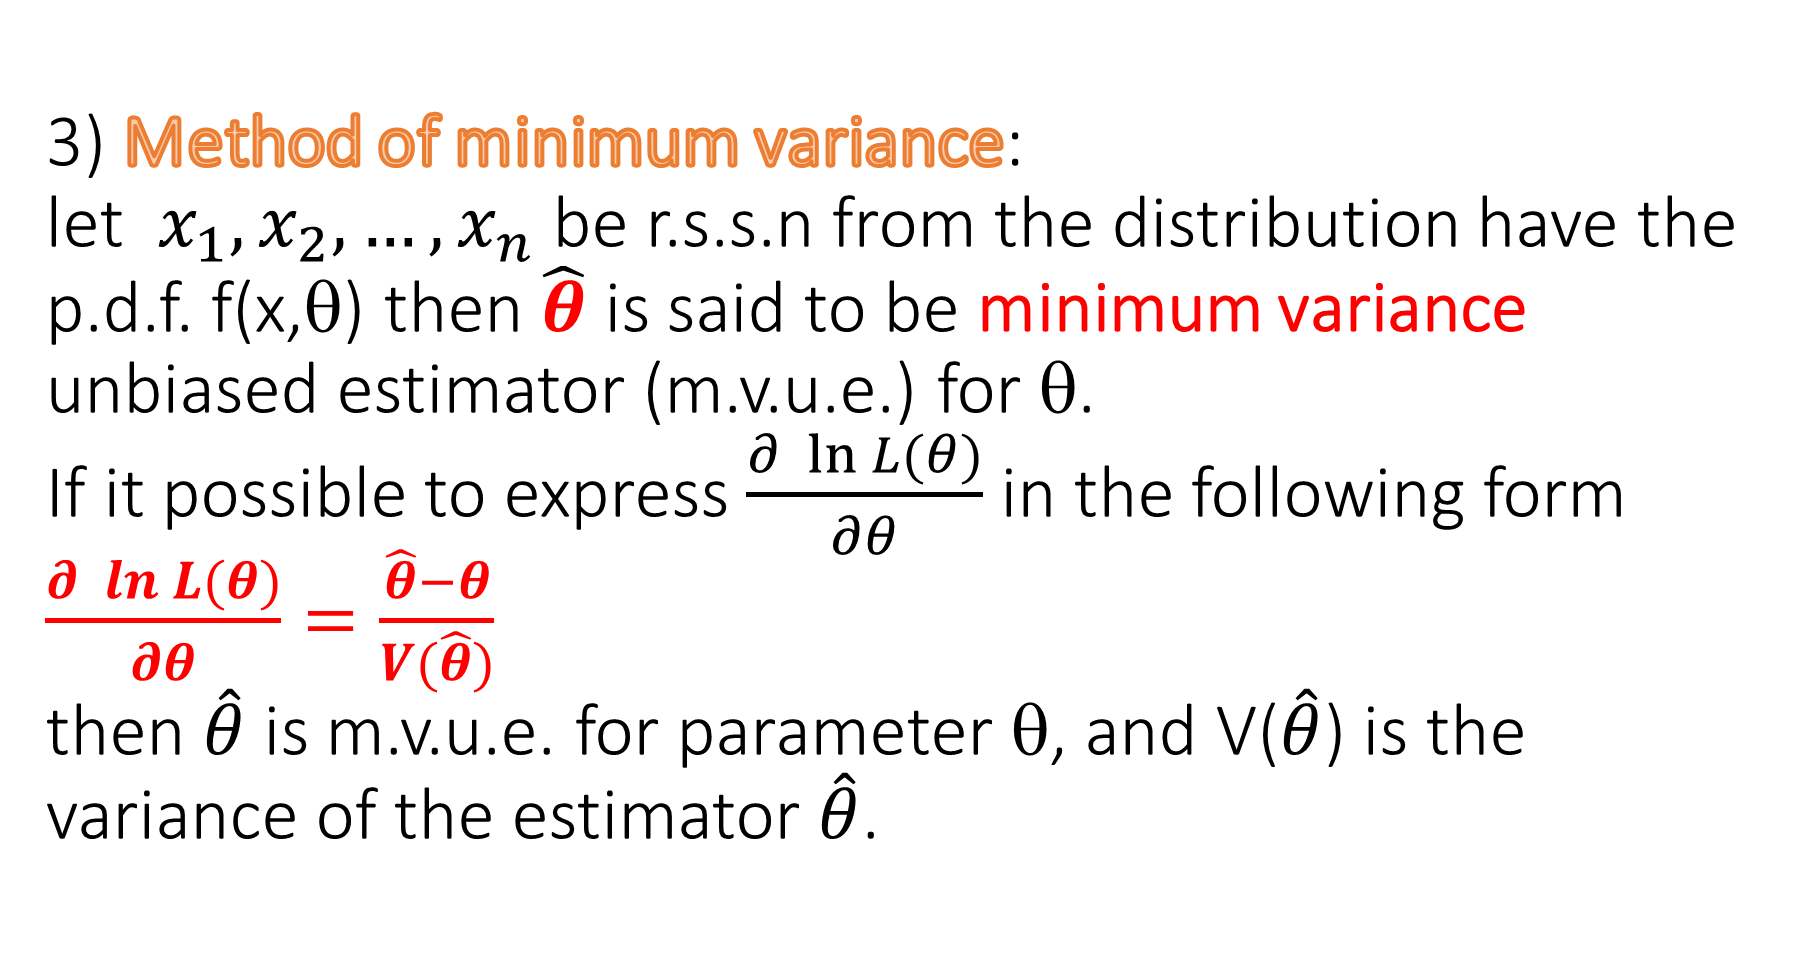 3) Method of minimum variance:
let x₁, x₂, … , xₙ be r.s.s.n from the distribution have the
p.d.f. f(x,θ) then θ̂ is said to be minimum variance
unbiased estimator (m.v.u.e.) for θ.
If it possible to express ∂ ln L(θ) / ∂θ in the following form
∂ ln L(θ) / ∂θ = θ̂−θ / V(θ̂)
then θ̂ is m.v.u.e. for parameter θ, and V(θ̂) is the
variance of the estimator θ̂.